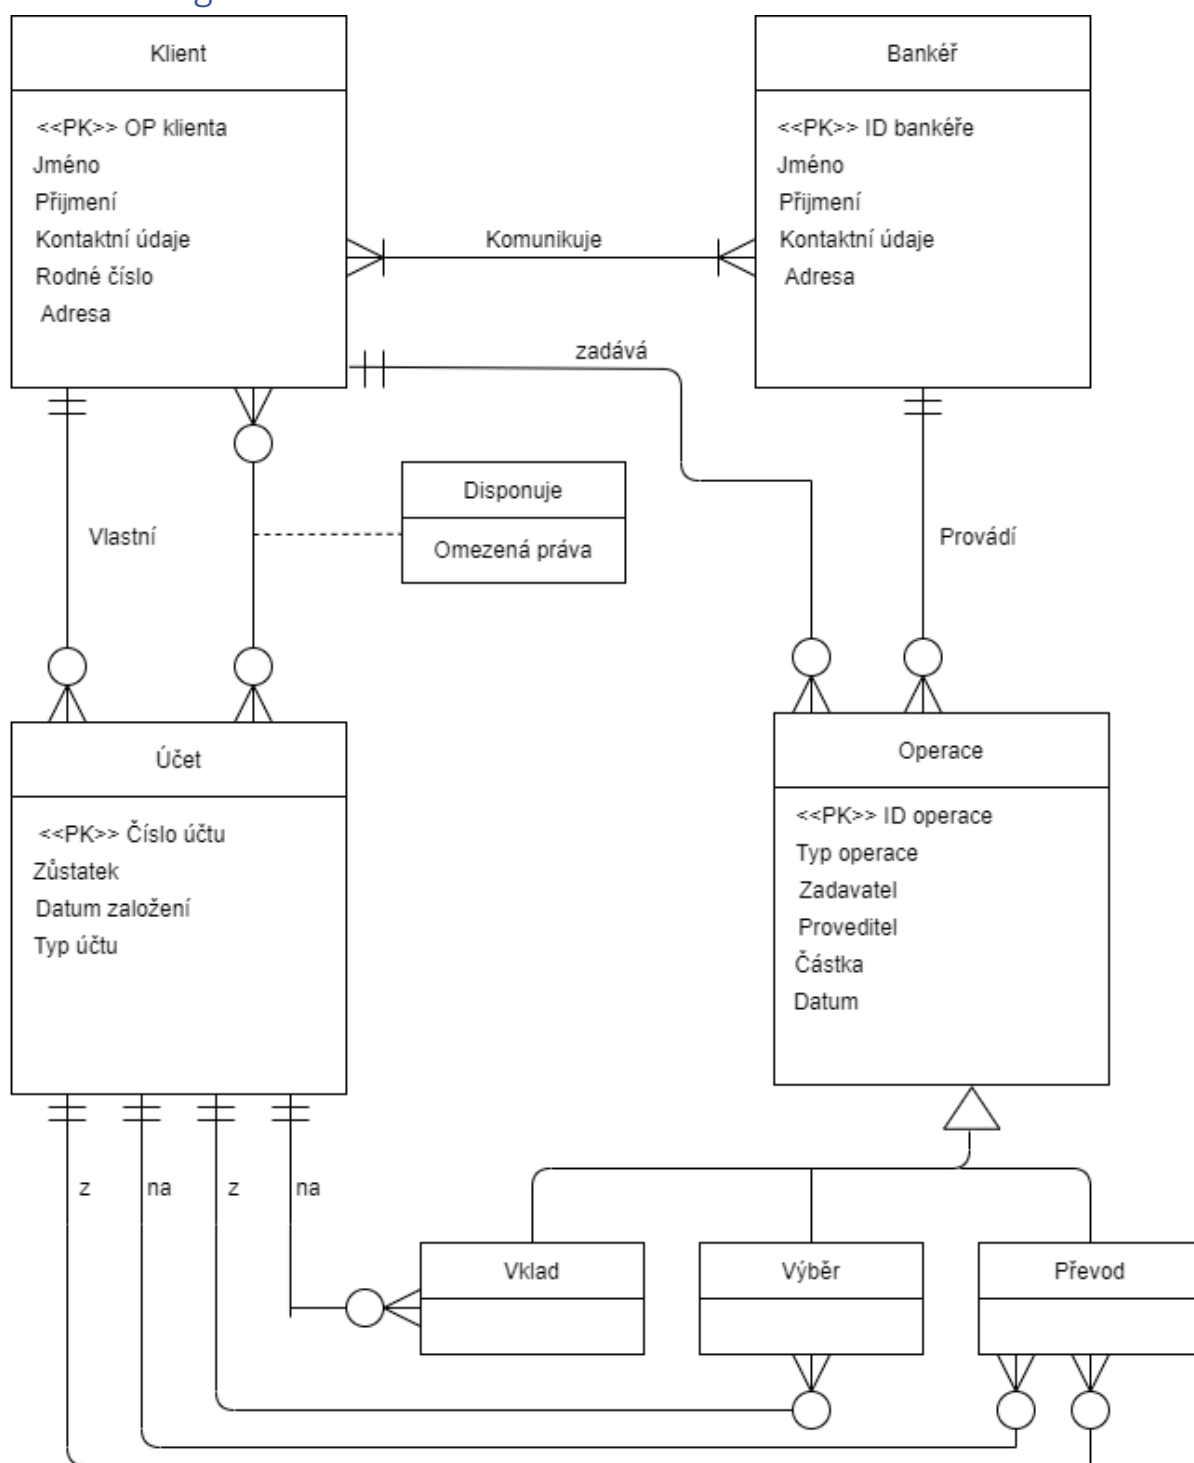 Klient
<<PK>> OP klienta
Jméno
Přijmení
Kontaktní údaje
Rodné číslo
Adresa
Bankéř
<<PK>> ID bankéře
Jméno
Přijmení
Kontaktní údaje
Adresa
Komunikuje
zadává
Vlastní
Disponuje
Omezená práva
Provádí
Účet
<<PK>> Číslo účtu
Zůstatek
Datum založení
Typ účtu
Operace
<<PK>> ID operace
Typ operace
Zadavatel
Proveditel
Částka
Datum
z
na
z
na
Vklad
Výběr
Převod